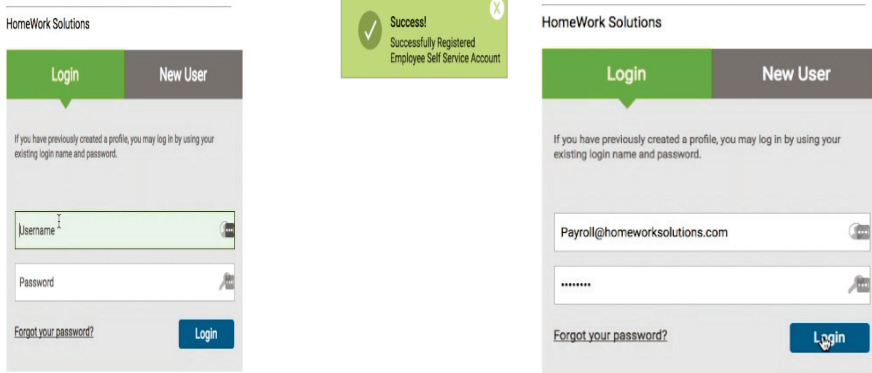 HomeWork Solutions
Login New User
If you have previously created a profile, you may log in by using your
existing login name and password.
Username
Password
Forgot your password? Login
Success!
Successfully Registered
Employee Self Service Account
HomeWork Solutions
Login New User
If you have previously created a profile, you may log in by using your
existing login name and password.
Payroll@homeworksolutions.com
••••••••
Forgot your password? Login